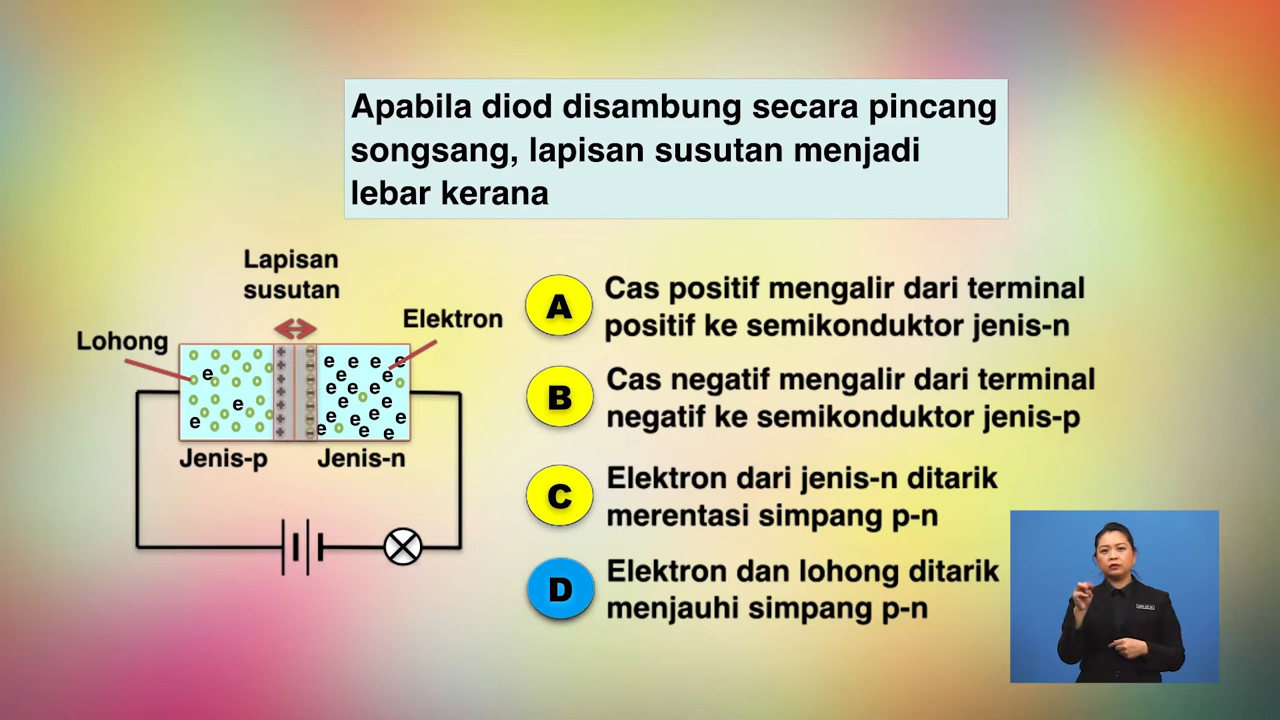 Apabila diod disambung secara pincang
songsang, lapisan susutan menjadi
lebar kerana
Lapisan
susutan
Lohong
Elektron
e e e e
e e e
e e e
e e e
e e e e e
e e e e
Jenis-p
Jenis-n
A
Cas positif mengalir dari terminal
positif ke semikonduktor jenis-n
B
Cas negatif mengalir dari terminal
negatif ke semikonduktor jenis-p
C
Elektron dari jenis-n ditarik
merentasi simpang p-n
D
Elektron dan lohong ditarik
menjauhi simpang p-n